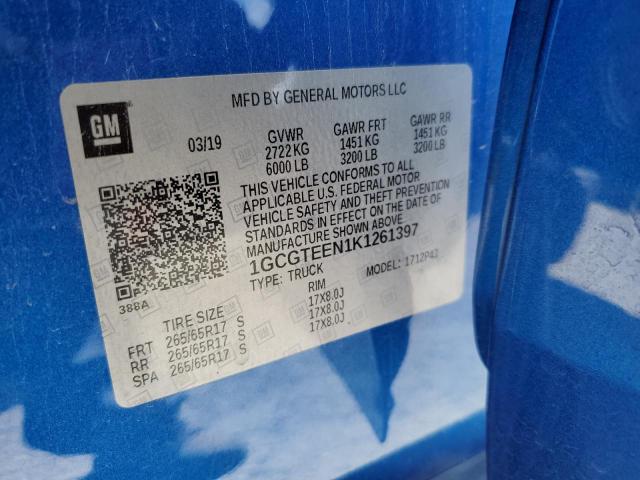 MFD BY GENERAL MOTORS LLC
GM
03/19 GVWR GAWR FRT GAWR RR
2722 KG 1451 KG 1451 KG
6000 LB 3200 LB 3200 LB
THIS VEHICLE CONFORMS TO ALL
APPLICABLE U.S. FEDERAL MOTOR
VEHICLE SAFETY AND THEFT PREVENTION
STANDARDS IN EFFECT ON THE DATE OF
MANUFACTURE SHOWN ABOVE.
1GCGTEEN1K1261397
TYPE: TRUCK MODEL: 1712P43
388A
TIRE SIZE RIM
FRT 265/65R17 S 17X8.0J
RR 265/65R17 S 17X8.0J
SPA 265/65R17 S 17X8.0J